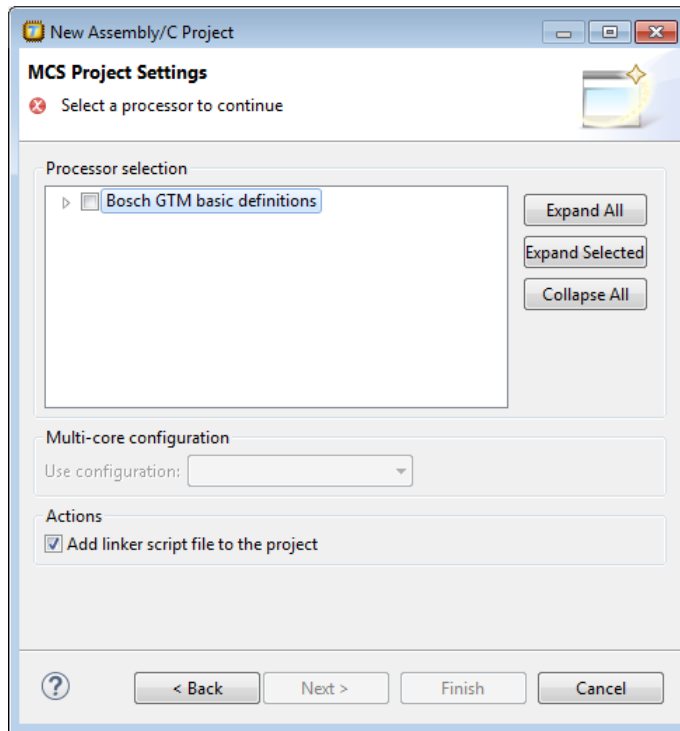 New Assembly/C Project
MCS Project Settings
Select a processor to continue
Processor selection
Bosch GTM basic definitions
Expand All
Expand Selected
Collapse All
Multi-core configuration
Use configuration:
Actions
Add linker script file to the project
?
< Back
Next >
Finish
Cancel